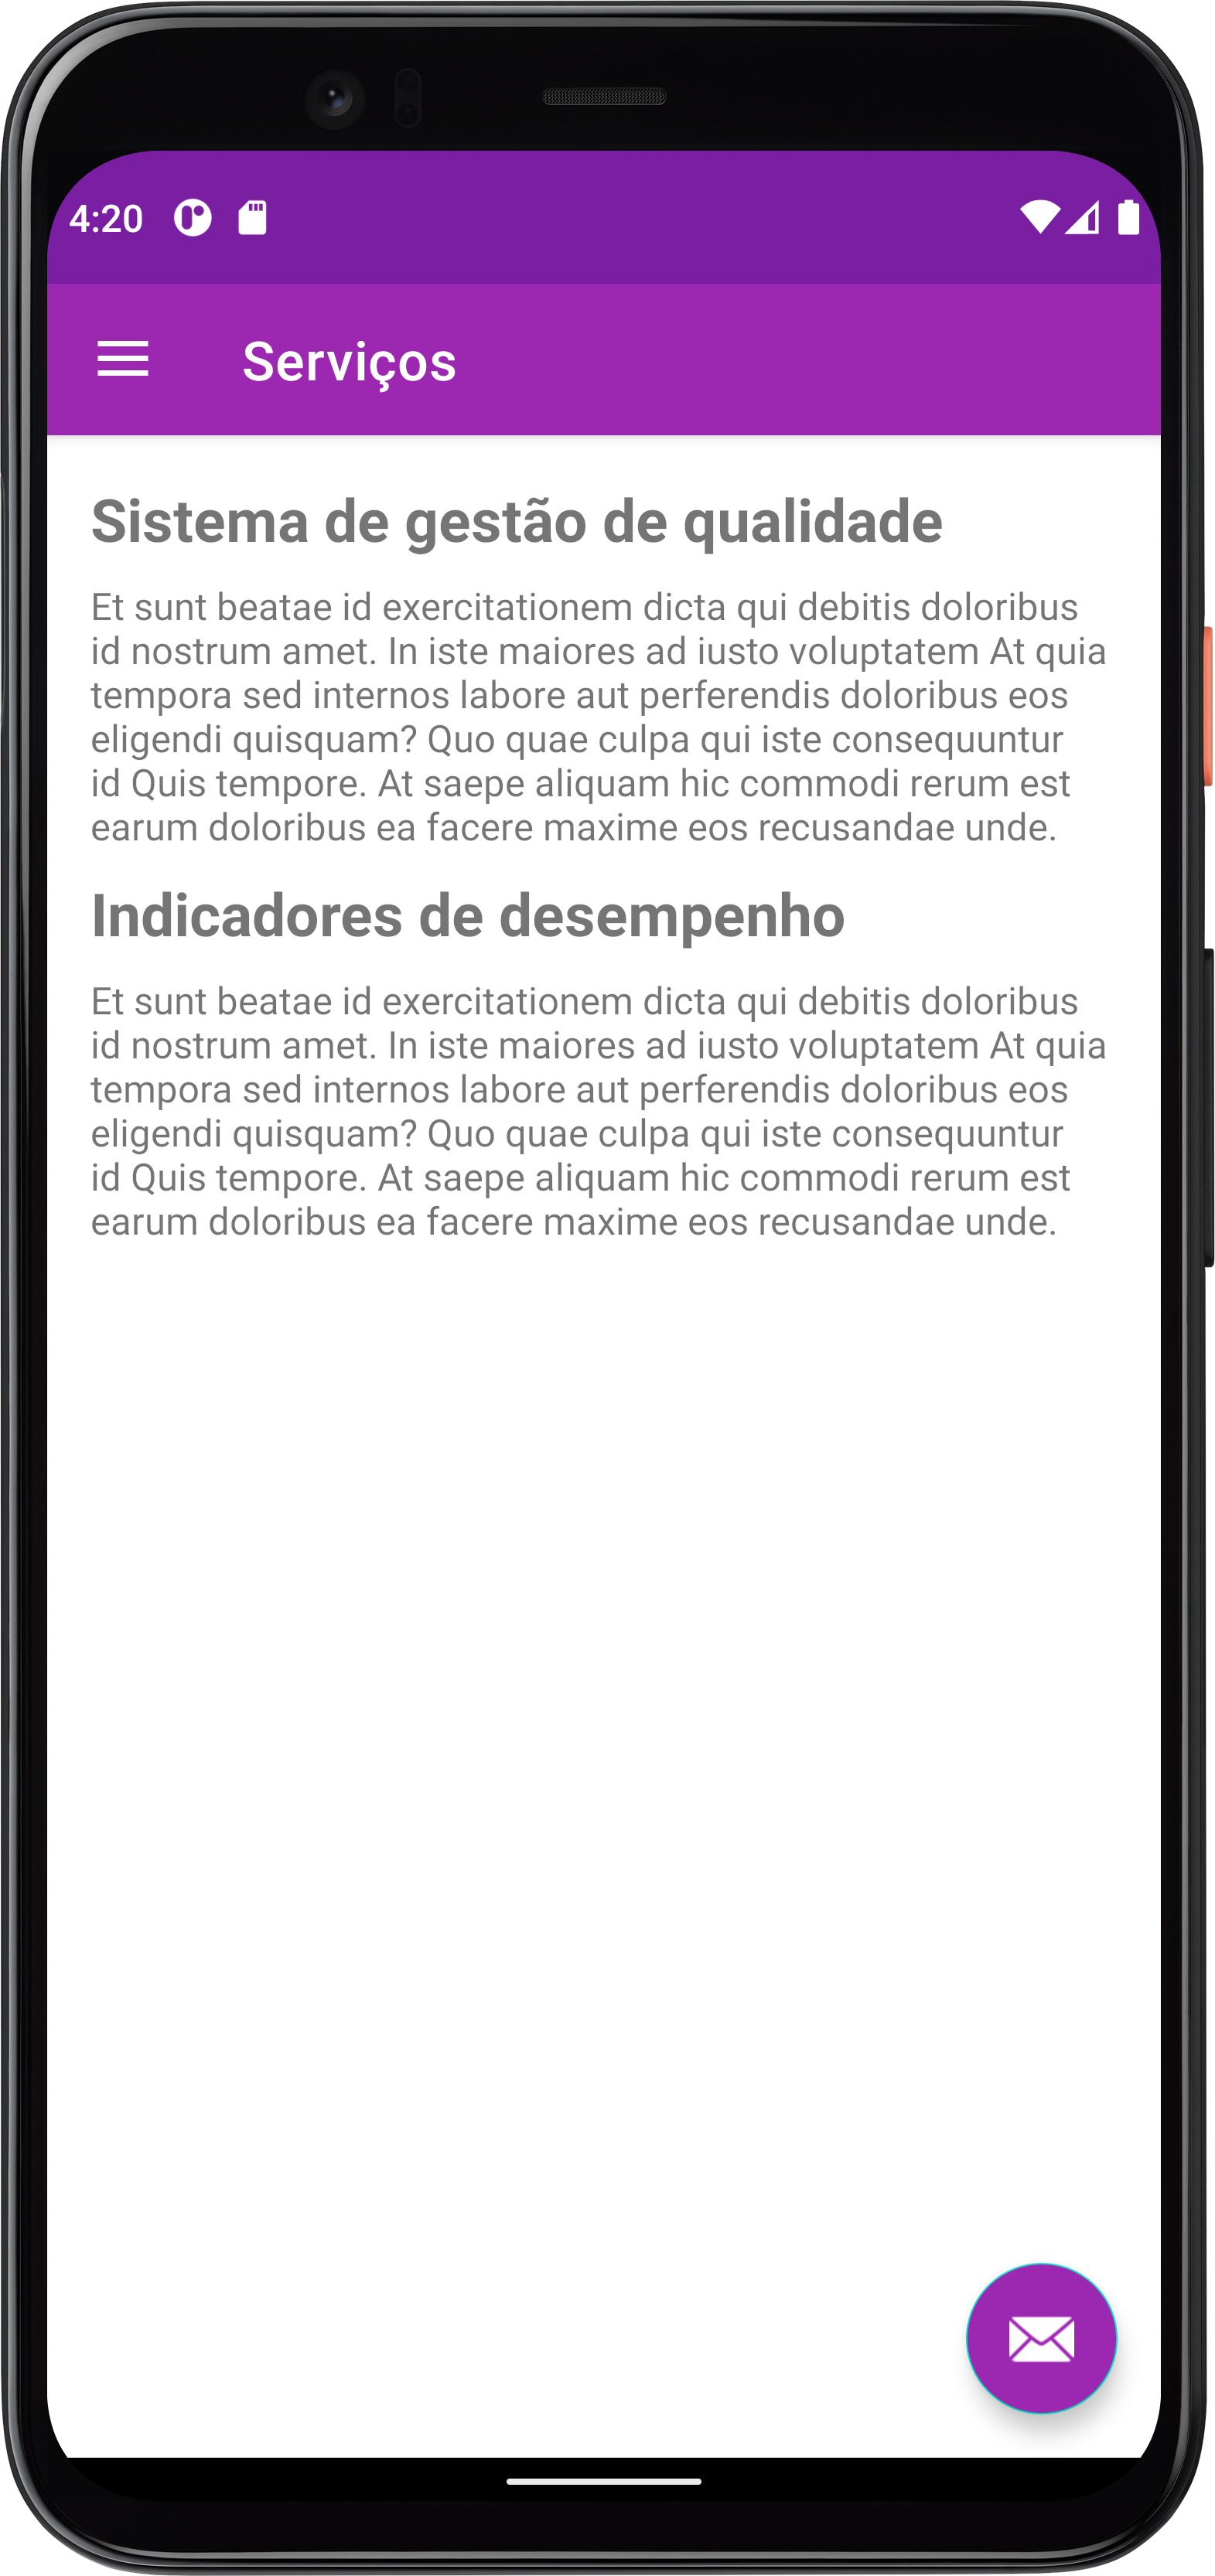 4:20
Serviços
Sistema de gestão de qualidade
Et sunt beatae id exercitationem dicta qui debitis doloribus
id nostrum amet. In iste maiores ad iusto voluptatem At quia
tempora sed internos labore aut perferendis doloribus eos
eligendi quisquam? Quo quae culpa qui iste consequuntur
id Quis tempore. At saepe aliquam hic commodi rerum est
earum doloribus ea facere maxime eos recusandae unde.
Indicadores de desempenho
Et sunt beatae id exercitationem dicta qui debitis doloribus
id nostrum amet. In iste maiores ad iusto voluptatem At quia
tempora sed internos labore aut perferendis doloribus eos
eligendi quisquam? Quo quae culpa qui iste consequuntur
id Quis tempore. At saepe aliquam hic commodi rerum est
earum doloribus ea facere maxime eos recusandae unde.